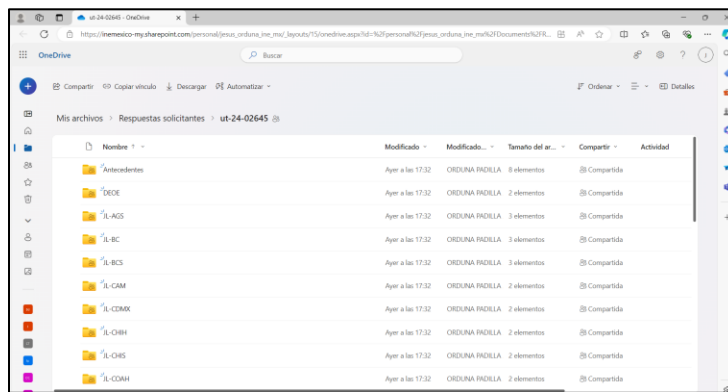 ut-24-02645 - OneDrive
https://inemexico-my.sharepoint.com/personal/jesus_orduna_ine_mx/_layouts/15/onedrive.aspx?id=%2Fpersonal%2Fjesus_orduna_ine_mx%2FDocuments%2FR...
OneDrive
Buscar
Compartir Copiar vínculo Descargar Automatizar Ordenar Detalles
Mis archivos > Respuestas solicitantes > ut-24-02645
Nombre Modificado Modificado... Tamaño del ar... Compartir Actividad
Antecedentes Ayer a las 17:32 ORDUNA PADILLA 8 elementos Compartida
DEOE Ayer a las 17:32 ORDUNA PADILLA 2 elementos Compartida
JL-AGS Ayer a las 17:32 ORDUNA PADILLA 3 elementos Compartida
JL-BC Ayer a las 17:32 ORDUNA PADILLA 3 elementos Compartida
JL-BCS Ayer a las 17:32 ORDUNA PADILLA 3 elementos Compartida
JL-CAM Ayer a las 17:32 ORDUNA PADILLA 2 elementos Compartida
JL-CDMX Ayer a las 17:32 ORDUNA PADILLA 2 elementos Compartida
JL-CHIH Ayer a las 17:32 ORDUNA PADILLA 2 elementos Compartida
JL-CHIS Ayer a las 17:32 ORDUNA PADILLA 2 elementos Compartida
JL-COAH Ayer a las 17:32 ORDUNA PADILLA 2 elementos Compartida